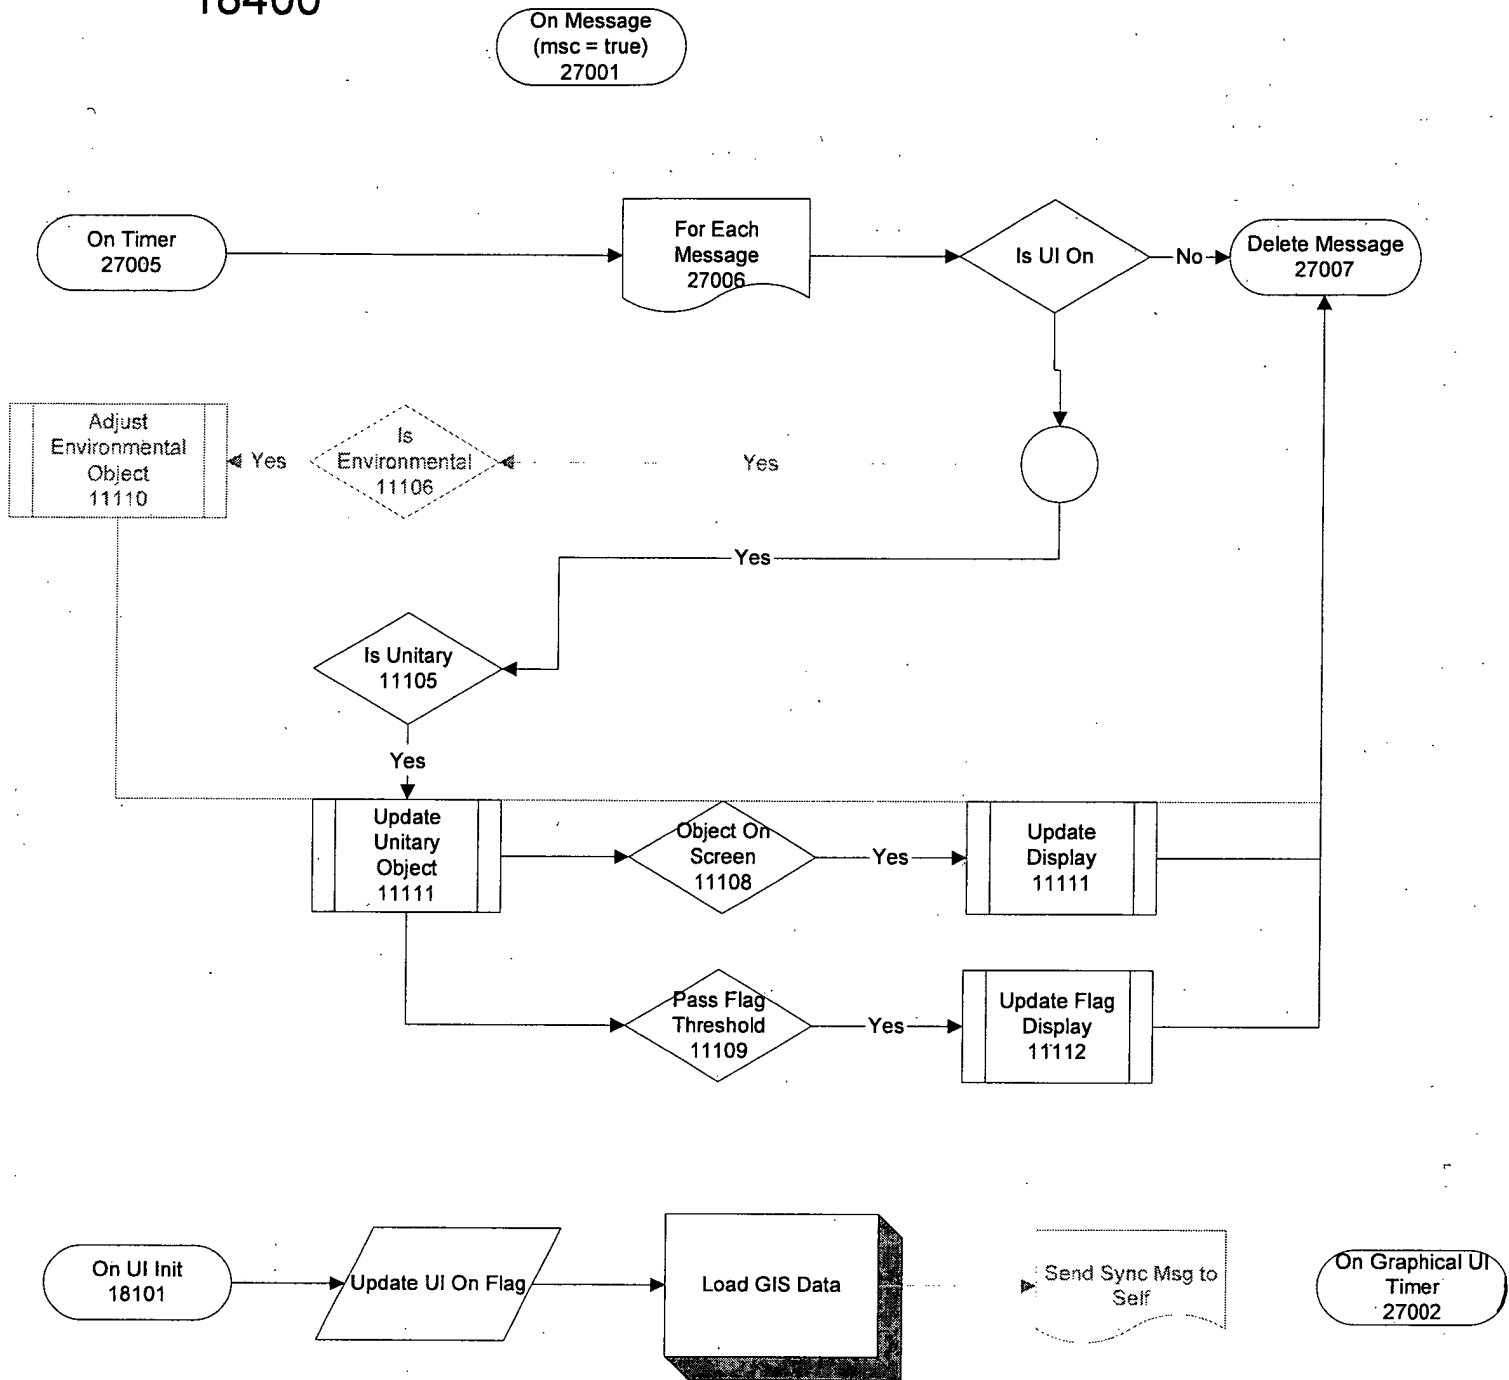 18400
On Message
(msc = true)
27001
On Timer
27005
For Each
Message
27006
Is UI On
No
Delete Message
27007
Adjust
Environmental
Object
11110
Yes
Is
Environmental
11106
Yes
Yes
Is Unitary
11105
Yes
Update
Unitary
Object
11111
Object On
Screen
11108
Yes
Update
Display
11111
Pass Flag
Threshold
11109
Yes
Update Flag
Display
11112
On UI Init
18101
Update UI On Flag
Load GIS Data
Send Sync Msg to
Self
On Graphical UI
Timer
27002